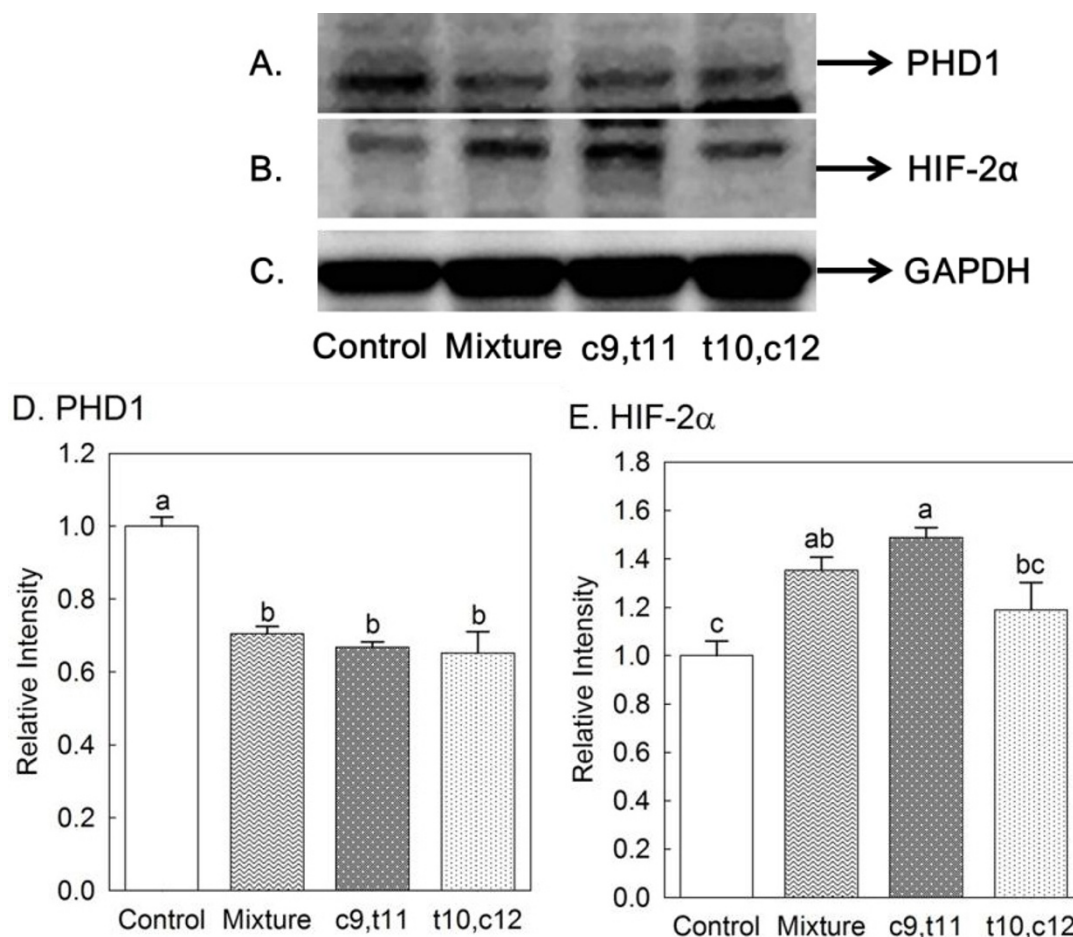 A. PHD1
B. HIF-2α
C. GAPDH
Control Mixture c9,t11 t10,c12
D. PHD1
1.2
1.0
0.8
0.6
0.4
0.2
0.0
Relative Intensity
a
b
b
b
Control Mixture c9,t11 t10,c12
E. HIF-2α
1.8
1.6
1.4
1.2
1.0
0.8
1.4
0.4
0.2
0.0
Relative Intensity
c
ab
a
bc
Control Mixture c9,t11 t10,c12